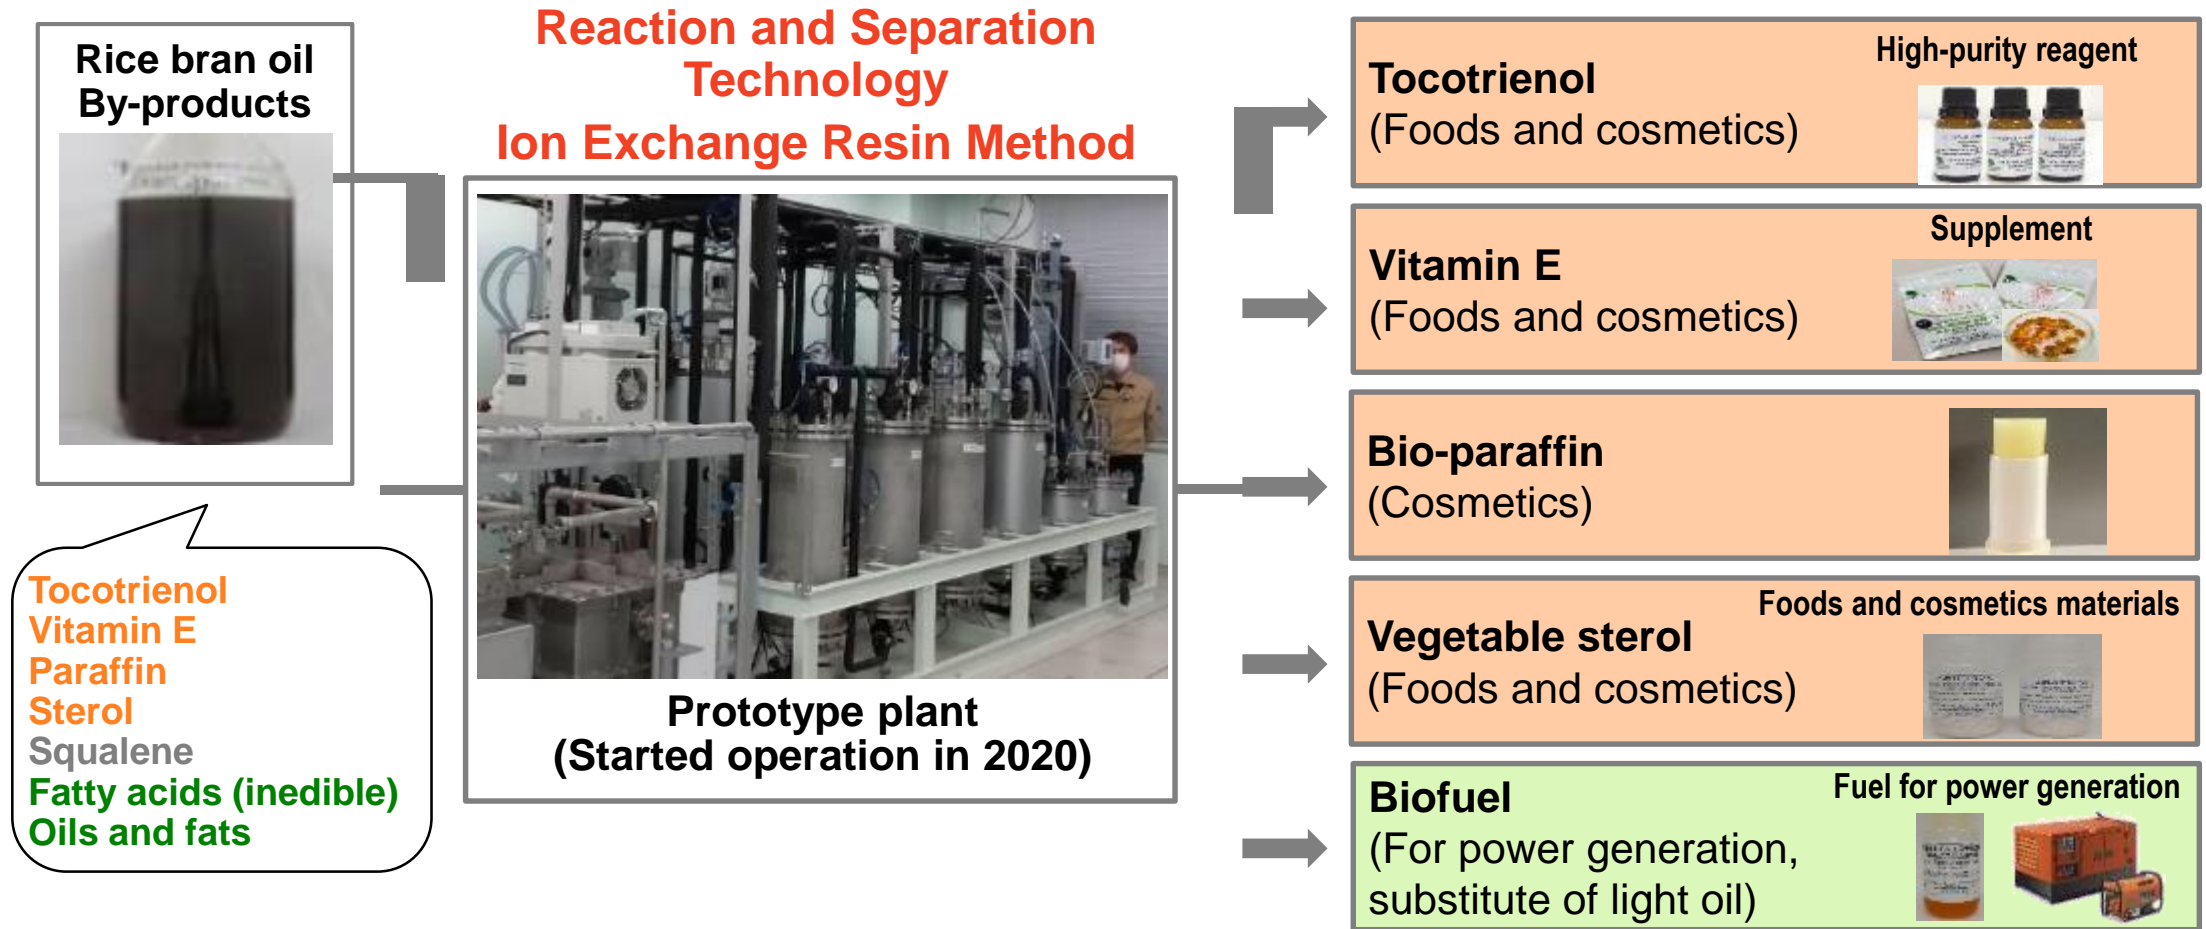 Rice bran oil
By-products
Tocotrienol
Vitamin E
Paraffin
Sterol
Squalene
Fatty acids (inedible)
Oils and fats
Reaction and Separation
Technology
Ion Exchange Resin Method
Prototype plant
(Started operation in 2020)
Tocotrienol
(Foods and cosmetics)
High-purity reagent
Vitamin E
(Foods and cosmetics)
Supplement
Bio-paraffin
(Cosmetics)
Vegetable sterol
(Foods and cosmetics)
Foods and cosmetics materials
Biofuel
(For power generation,
substitute of light oil)
Fuel for power generation